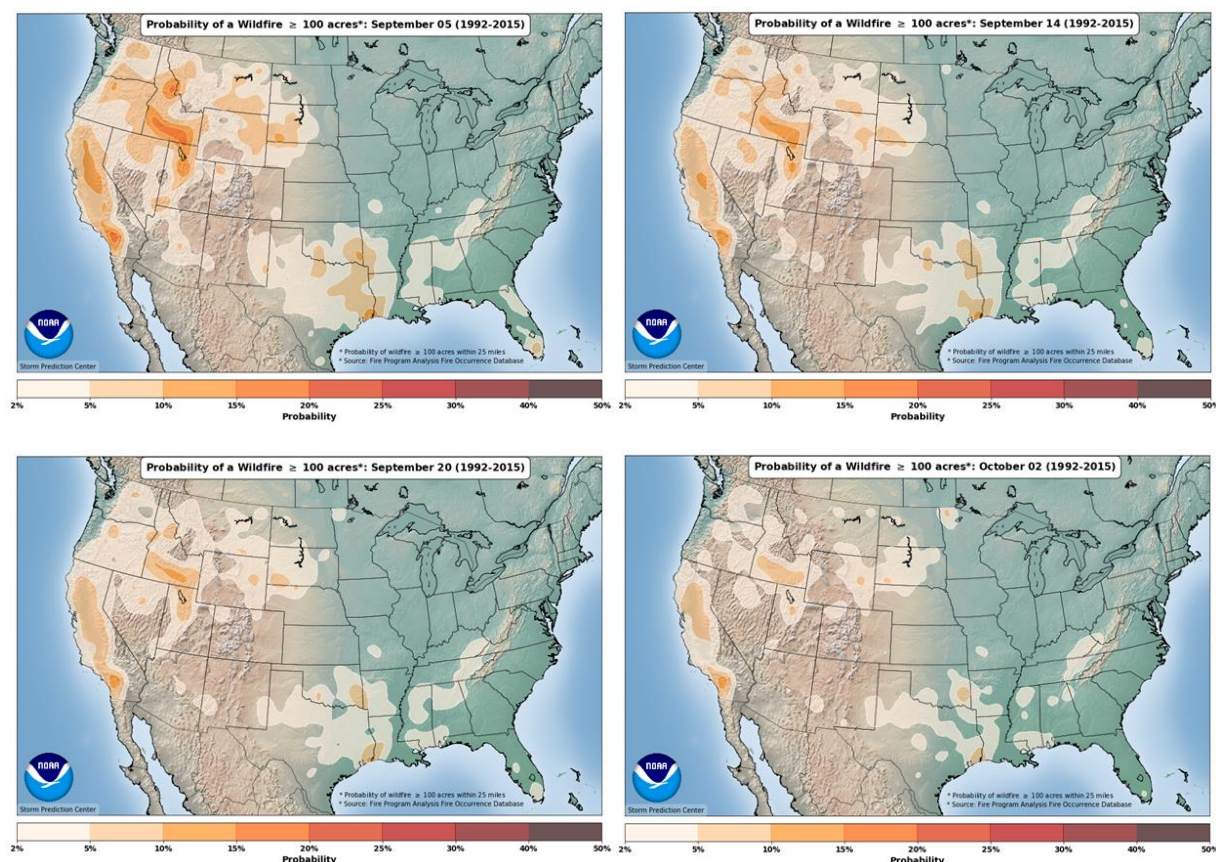 Probability of a Wildfire ≥ 100 acres*: September 05 (1992-2015)
NOAA
Storm Prediction Center
* Probability of wildfire ≥ 100 acres within 25 miles
* Source: Fire Program Analysis Fire Occurrence Database
2% 5% 10% 15% 20% 25% 30% 40% 50%
Probability
Probability of a Wildfire ≥ 100 acres*: September 14 (1992-2015)
NOAA
Storm Prediction Center
* Probability of wildfire ≥ 100 acres within 25 miles
* Source: Fire Program Analysis Fire Occurrence Database
2% 5% 10% 15% 20% 25% 30% 40% 50%
Probability
Probability of a Wildfire ≥ 100 acres*: September 20 (1992-2015)
NOAA
Storm Prediction Center
* Probability of wildfire ≥ 100 acres within 25 miles
* Source: Fire Program Analysis Fire Occurrence Database
2% 5% 10% 15% 20% 25% 30% 40% 50%
Probability
Probability of a Wildfire ≥ 100 acres*: October 02 (1992-2015)
NOAA
Storm Prediction Center
* Probability of wildfire ≥ 100 acres within 25 miles
* Source: Fire Program Analysis Fire Occurrence Database
2% 5% 10% 15% 20% 25% 30% 40% 50%
Probability